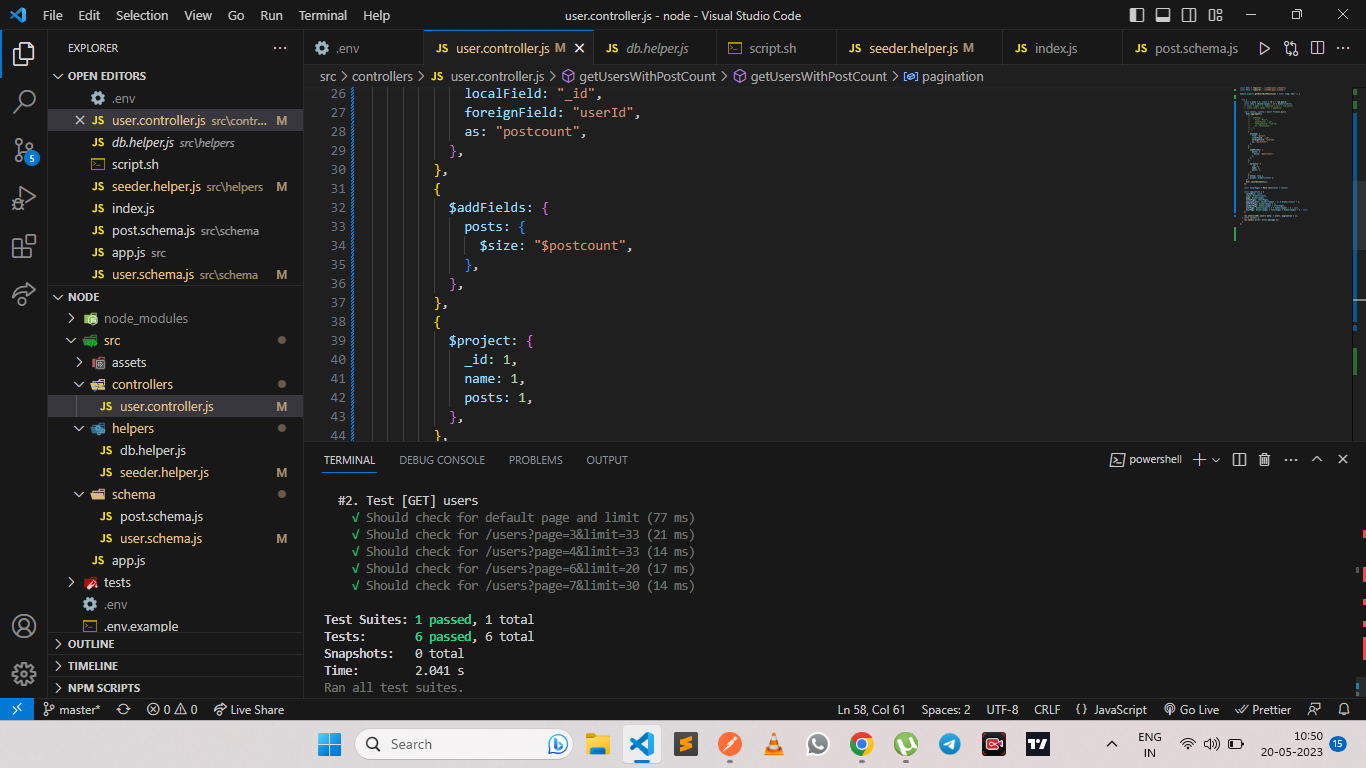 File Edit Selection View Go Run Terminal Help
user.controller.js - node - Visual Studio Code
EXPLORER
OPEN EDITORS
.env
user.controller.js src\contr... M
db.helper.js src\helpers
script.sh
seeder.helper.js src\helpers M
index.js
post.schema.js src\schema
app.js src
user.schema.js src\schema M
NODE
node_modules
src
assets
controllers
user.controller.js M
helpers
db.helper.js
seeder.helper.js M
schema
post.schema.js
user.schema.js M
app.js
tests
.env
.env.example
OUTLINE
TIMELINE
NPM SCRIPTS
.env
JS user.controller.js M
JS db.helper.js
script.sh
JS seeder.helper.js M
JS index.js
JS post.schema.js
src > controllers > JS user.controller.js > getUsersWithPostCount > getUsersWithPostCount > pagination
26 localField: "_id",
27 foreignField: "userId",
28 as: "postcount",
29 },
30 },
31 {
32 $addFields: {
33 posts: {
34 $size: "$postcount",
35 },
36 },
37 },
38 {
39 $project: {
40 _id: 1,
41 name: 1,
42 posts: 1,
43 },
44 },
TERMINAL DEBUG CONSOLE PROBLEMS OUTPUT
powershell
#2. Test [GET] users
√ Should check for default page and limit (77 ms)
√ Should check for /users?page=3&limit=33 (21 ms)
√ Should check for /users?page=4&limit=33 (14 ms)
√ Should check for /users?page=6&limit=20 (17 ms)
√ Should check for /users?page=7&limit=30 (14 ms)
Test Suites: 1 passed, 1 total
Tests: 6 passed, 6 total
Snapshots: 0 total
Time: 2.041 s
Ran all test suites.
master* 0 0 Live Share
Ln 58, Col 61 Spaces: 2 UTF-8 CRLF {} JavaScript Go Live Prettier
Search
ENG
IN
10:50
20-05-2023
15